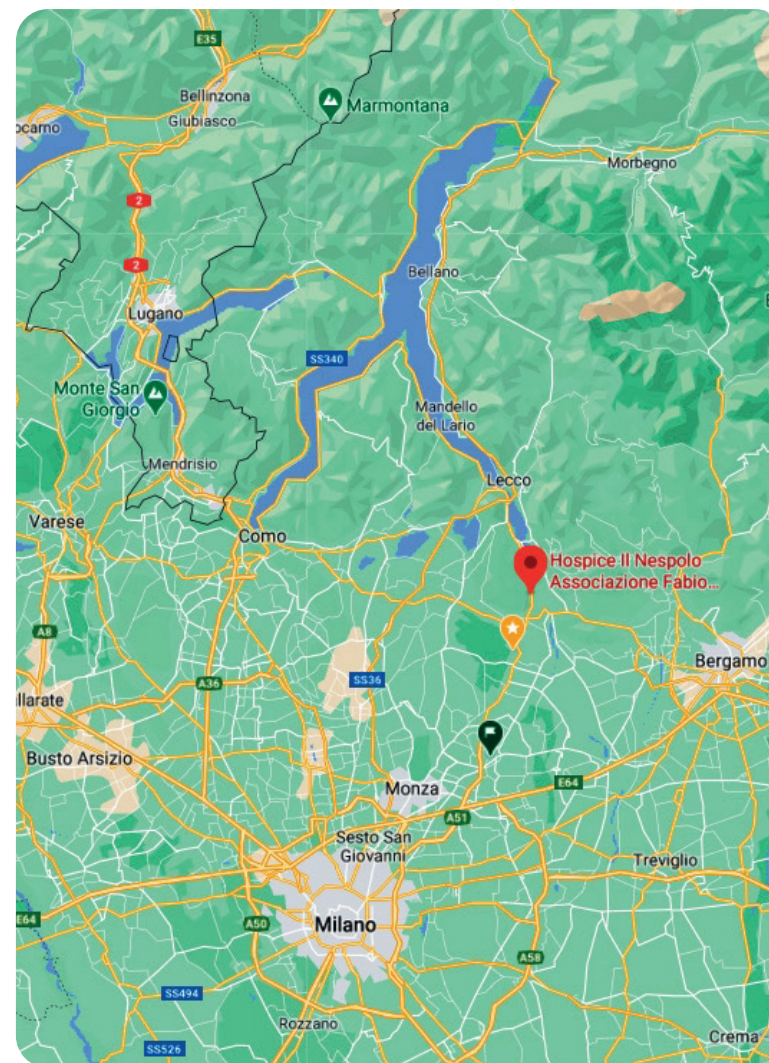 E35
Bellinzona
Giubiasco
Marmontana
ocarno
Morbegno
2
2
Bellano
Lugano
SS340
Monte San
Giorgio
Mandello
del Lario
Mendrisio
Lecco
Varese
Como
Hospice Il Nespolo
Associazione Fabio...
A8
Bergamo
A36
SS36
allarate
Busto Arsizio
E64
Monza
A51
Sesto San
Giovanni
Treviglio
E64
A50
Milano
A58
SS494
Rozzano
Crema
SS526